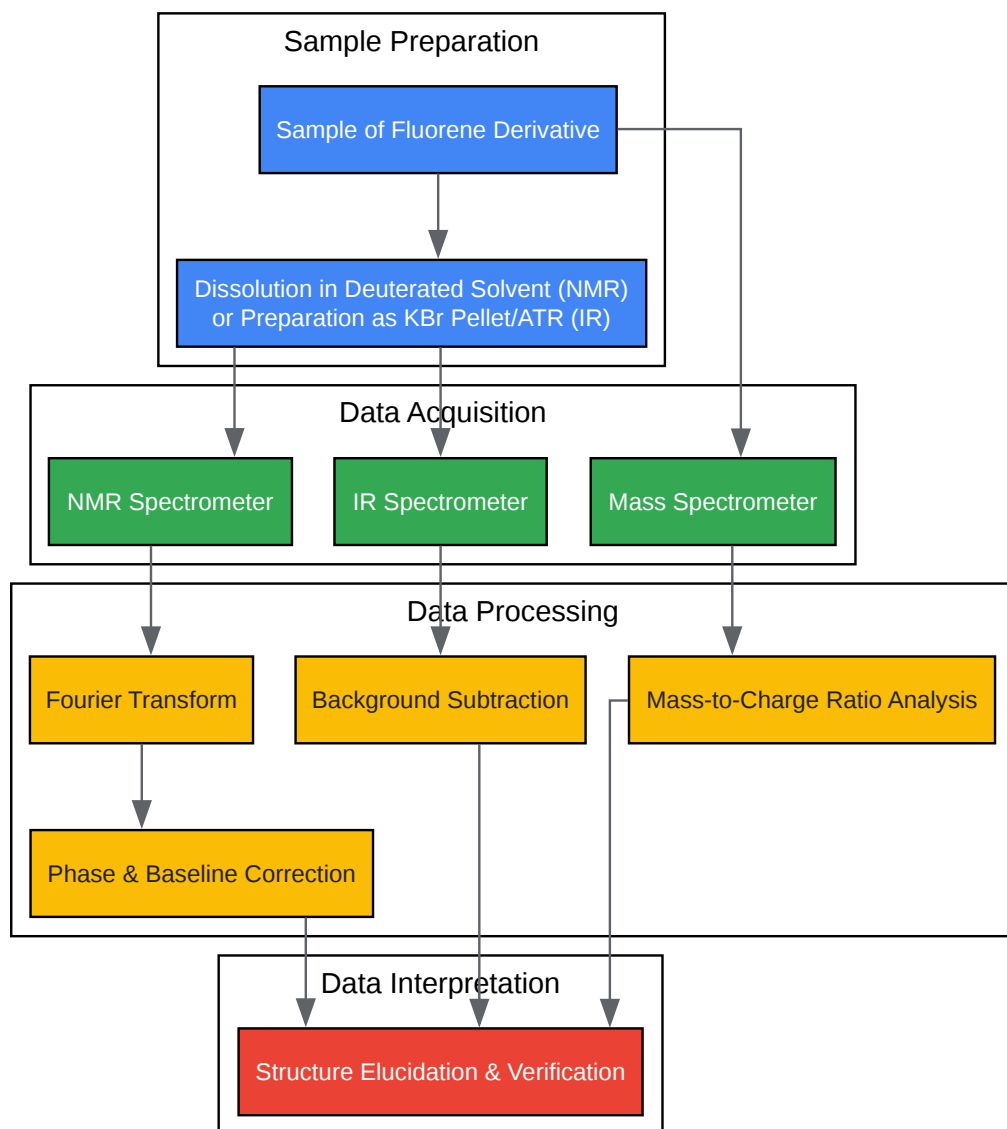 Sample Preparation
Sample of Fluorene Derivative
Dissolution in Deuterated Solvent (NMR)
or Preparation as KBr Pellet/ATR (IR)
Data Acquisition
NMR Spectrometer
IR Spectrometer
Mass Spectrometer
Data Processing
Fourier Transform
Background Subtraction
Mass-to-Charge Ratio Analysis
Phase & Baseline Correction
Data Interpretation
Structure Elucidation & Verification